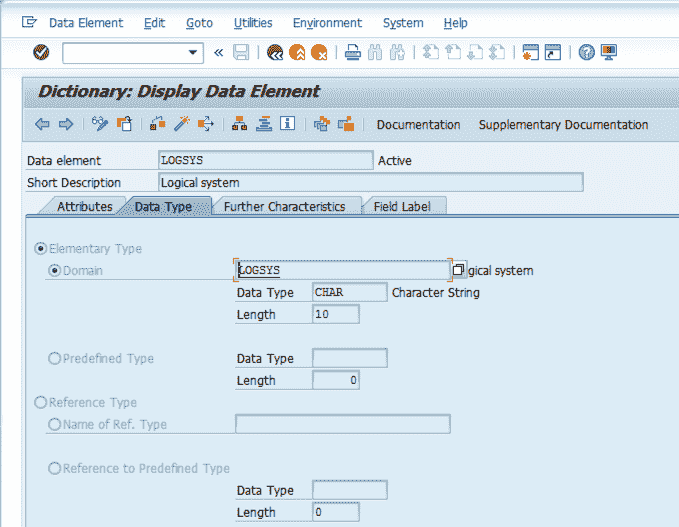 Data Element Edit Goto Utilities Environment System Help
«
Dictionary: Display Data Element
Documentation Supplementary Documentation
Data element LOGSYS Active
Short Description Logical system
Attributes Data Type Further Characteristics Field Label
Elementary Type
Domain LOGSYS gical system
Data Type CHAR Character String
Length 10
Predefined Type Data Type
Length 0
Reference Type
Name of Ref. Type
Reference to Predefined Type
Data Type
Length 0